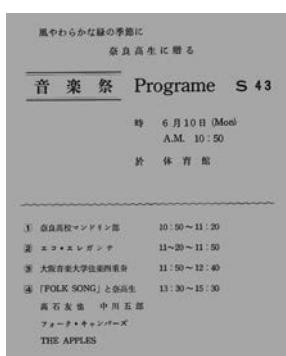 風やわらかな緑の季節に
奈良高生に贈る
音楽祭 Programe S 43
時 6月10日 (Mon)
A.M. 10:50
於 体育館
① 奈良高校マンドリン部 10:50〜11:20
② エコ・エレガンテ 11〜20〜11:50
③ 大阪音楽大学弦楽四重奏 11:50〜12:40
④ 「FOLK SONG」と奈高生 13:30〜15:30
高石友也 中川五郎
フォーク・キャンパーズ
THE APPLES